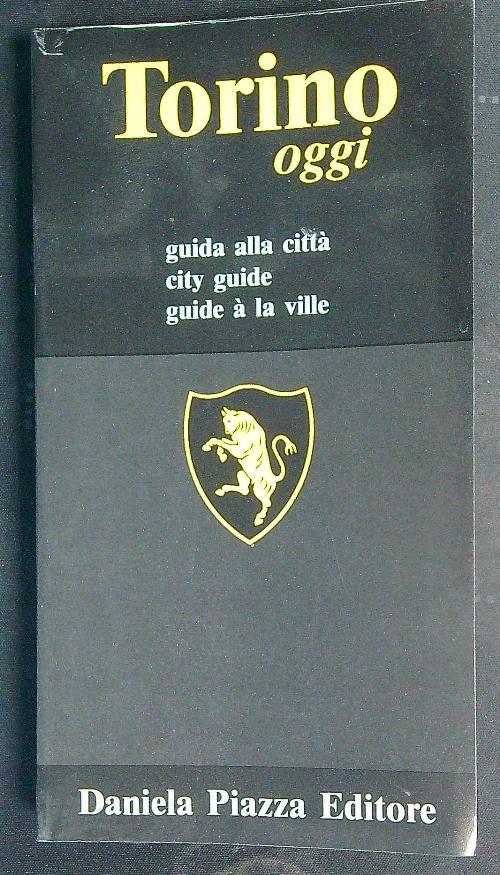 Torino
oggi
guida alla città
city guide
guide à la ville
Daniela Piazza Editore